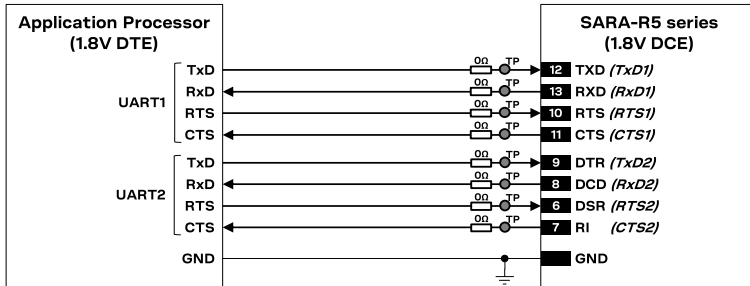 Application Processor
(1.8V DTE)
SARA-R5 series
(1.8V DCE)
UART1
TxD 0Ω TP 12 TXD (TxD1)
RxD 0Ω TP 13 RXD (RxD1)
RTS 0Ω TP 10 RTS (RTS1)
CTS 0Ω TP 11 CTS (CTS1)
UART2
TxD 0Ω TP 9 DTR (TxD2)
RxD 0Ω TP 8 DCD (RxD2)
RTS 0Ω TP 6 DSR (RTS2)
CTS 0Ω TP 7 RI (CTS2)
GND GND